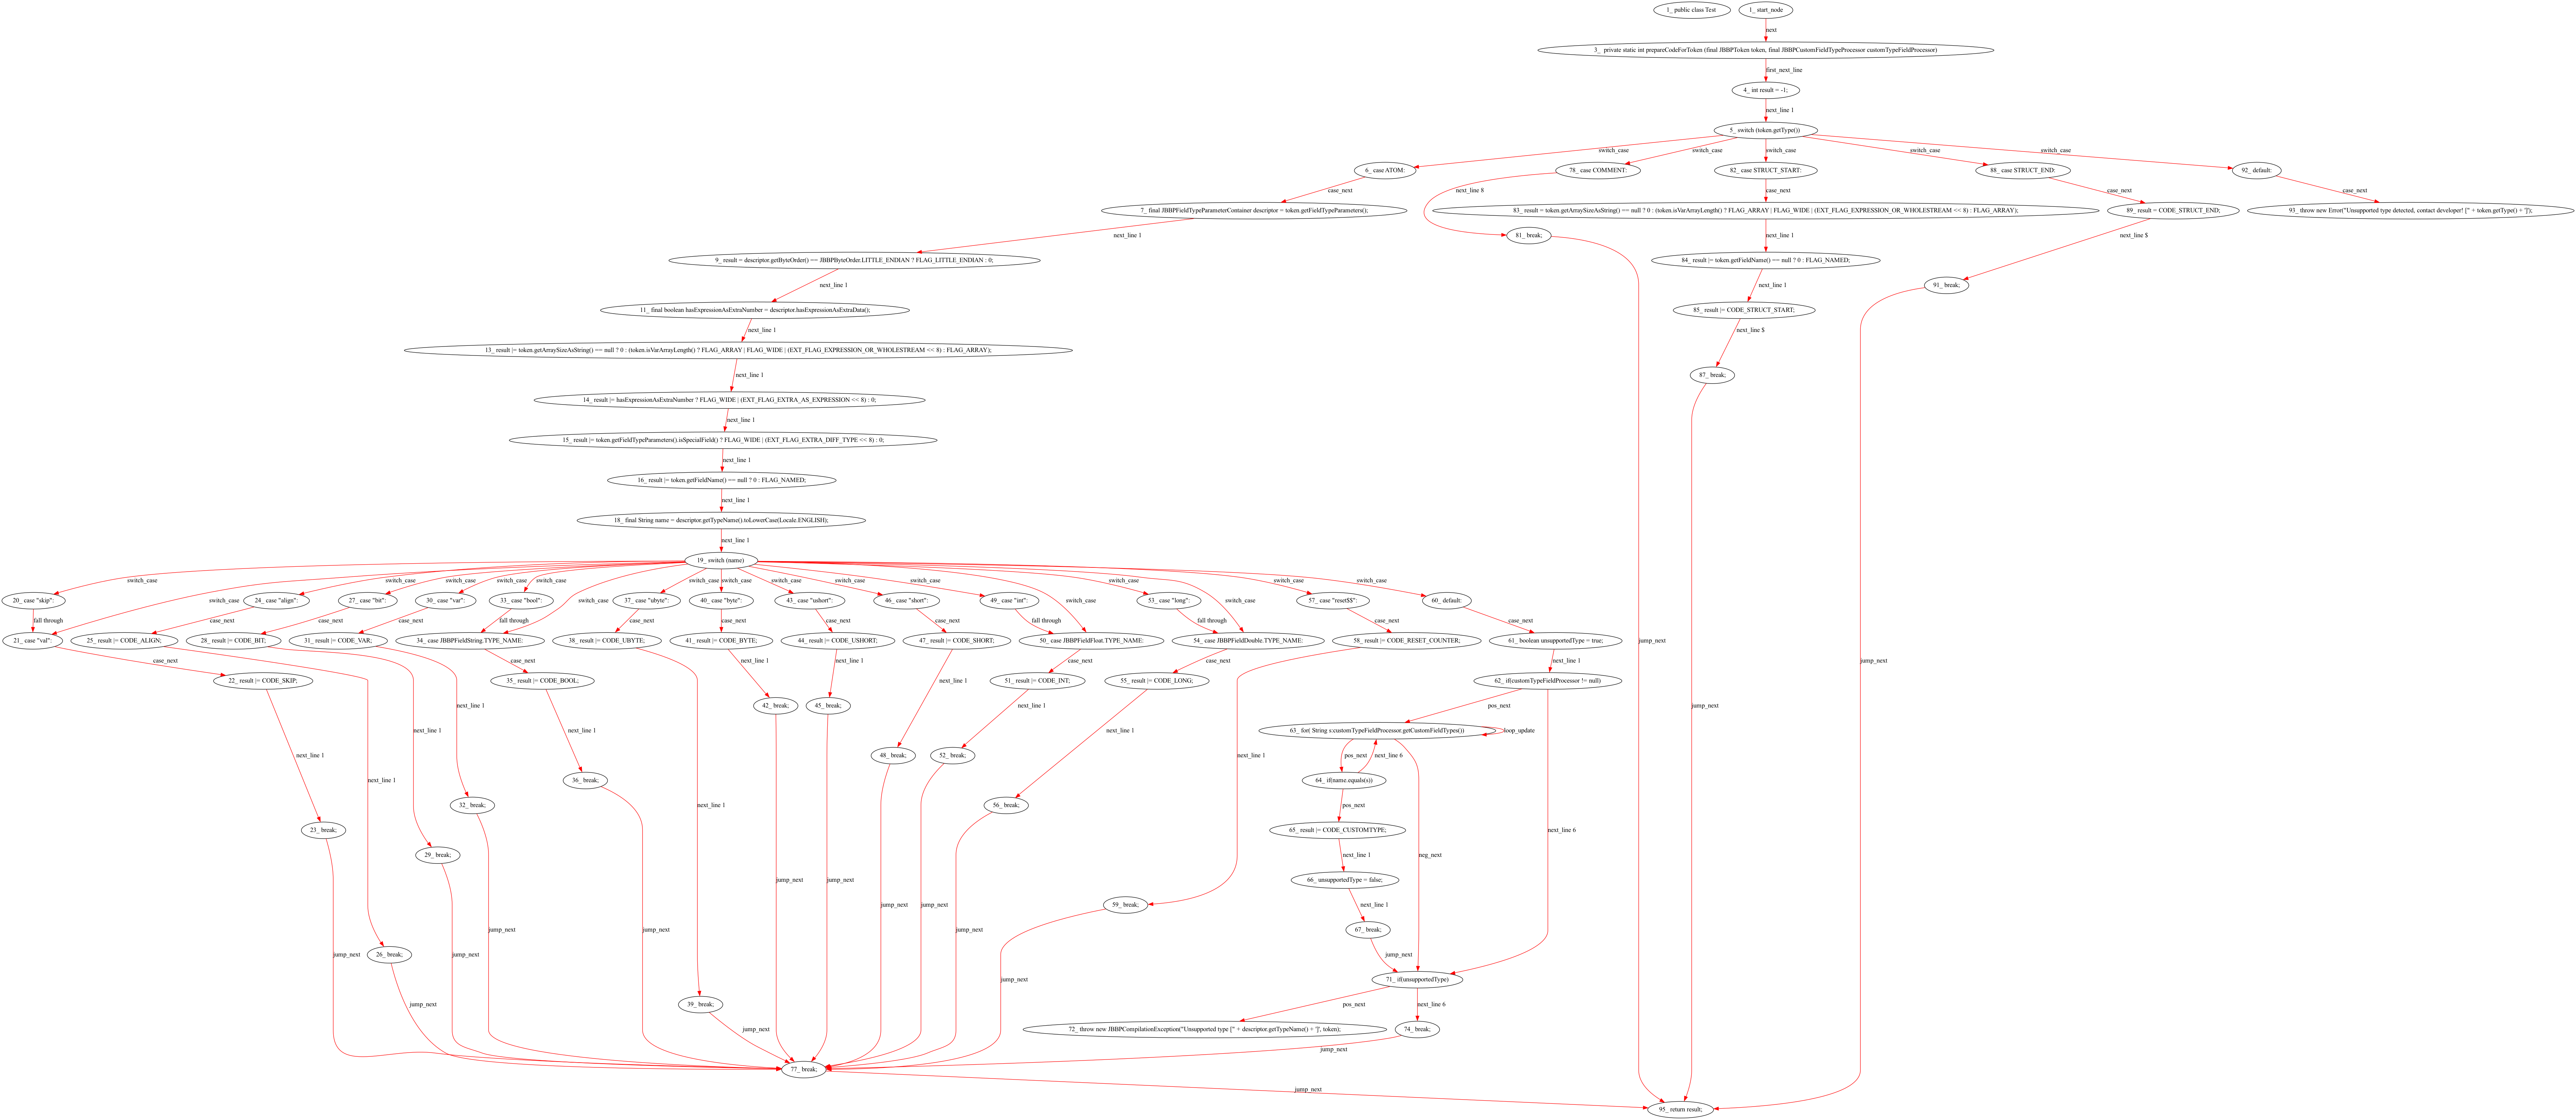 1_ public class Test
1_ start_node
next
3_ private static int prepareCodeForToken (final JBBPToken token, final JBBPCustomFieldTypeProcessor customTypeFieldProcessor)
first_next_line
4_ int result = -1;
next_line 1
5_ switch (token.getType())
switch_case
switch_case
switch_case
switch_case
switch_case
6_ case ATOM:
78_ case COMMENT:
82_ case STRUCT_START:
88_ case STRUCT_END:
92_ default:
case_next
next_line 8
case_next
case_next
case_next
7_ final JBBPFieldTypeParameterContainer descriptor = token.getFieldTypeParameters();
83_ result = token.getArraySizeAsString() == null ? 0 : (token.isVarArrayLength() ? FLAG_ARRAY | FLAG_WIDE | (EXT_FLAG_EXPRESSION_OR_WHOLESTREAM << 8) : FLAG_ARRAY);
89_ result = CODE_STRUCT_END;
93_ throw new Error("Unsupported type detected, contact developer! [" + token.getType() + ']');
next_line 1
81_ break;
next_line 1
next_line $
9_ result = descriptor.getByteOrder() == JBBPByteOrder.LITTLE_ENDIAN ? FLAG_LITTLE_ENDIAN : 0;
84_ result |= token.getFieldName() == null ? 0 : FLAG_NAMED;
next_line 1
next_line 1
91_ break;
11_ final boolean hasExpressionAsExtraNumber = descriptor.hasExpressionAsExtraData();
85_ result |= CODE_STRUCT_START;
next_line 1
next_line $
13_ result |= token.getArraySizeAsString() == null ? 0 : (token.isVarArrayLength() ? FLAG_ARRAY | FLAG_WIDE | (EXT_FLAG_EXPRESSION_OR_WHOLESTREAM << 8) : FLAG_ARRAY);
next_line 1
87_ break;
14_ result |= hasExpressionAsExtraNumber ? FLAG_WIDE | (EXT_FLAG_EXTRA_AS_EXPRESSION << 8) : 0;
next_line 1
15_ result |= token.getFieldTypeParameters().isSpecialField() ? FLAG_WIDE | (EXT_FLAG_EXTRA_DIFF_TYPE << 8) : 0;
next_line 1
16_ result |= token.getFieldName() == null ? 0 : FLAG_NAMED;
next_line 1
18_ final String name = descriptor.getTypeName().toLowerCase(Locale.ENGLISH);
next_line 1
19_ switch (name)
switch_case
switch_case
switch_case
switch_case
switch_case
switch_case
switch_case
switch_case
switch_case
switch_case
switch_case
switch_case
switch_case
20_ case "skip":
switch_case
24_ case "align":
27_ case "bit":
30_ case "var":
33_ case "bool":
switch_case
37_ case "ubyte":
40_ case "byte":
43_ case "ushort":
46_ case "short":
49_ case "int":
switch_case
53_ case "long":
switch_case
57_ case "reset$$":
60_ default:
fall through
case_next
case_next
case_next
fall through
case_next
case_next
case_next
case_next
fall through
fall through
case_next
case_next
21_ case "val":
25_ result |= CODE_ALIGN;
28_ result |= CODE_BIT;
31_ result |= CODE_VAR;
34_ case JBBPFieldString.TYPE_NAME:
38_ result |= CODE_UBYTE;
41_ result |= CODE_BYTE;
44_ result |= CODE_USHORT;
47_ result |= CODE_SHORT;
50_ case JBBPFieldFloat.TYPE_NAME:
54_ case JBBPFieldDouble.TYPE_NAME:
58_ result |= CODE_RESET_COUNTER;
61_ boolean unsupportedType = true;
jump_next
case_next
case_next
next_line 1
next_line 1
case_next
case_next
next_line 1
jump_next
22_ result |= CODE_SKIP;
35_ result |= CODE_BOOL;
51_ result |= CODE_INT;
55_ result |= CODE_LONG;
62_ if(customTypeFieldProcessor != null)
next_line 1
next_line 1
next_line 1
pos_next
42_ break;
45_ break;
jump_next
next_line 1
next_line 1
next_line 1
next_line 1
63_ for( String s:customTypeFieldProcessor.getCustomFieldTypes())
loop_update
next_line 1
48_ break;
52_ break;
next_line 1
pos_next
next_line 6
next_line 1
36_ break;
64_ if(name.equals(s))
32_ break;
next_line 1
56_ break;
pos_next
23_ break;
65_ result |= CODE_CUSTOMTYPE;
next_line 6
29_ break;
next_line 1
neg_next
jump_next
jump_next
jump_next
66_ unsupportedType = false;
jump_next
jump_next
59_ break;
next_line 1
jump_next
jump_next
jump_next
67_ break;
jump_next
26_ break;
jump_next
jump_next
jump_next
71_ if(unsupportedType)
jump_next
39_ break;
pos_next
next_line 6
jump_next
72_ throw new JBBPCompilationException("Unsupported type [" + descriptor.getTypeName() + ']', token);
74_ break;
jump_next
77_ break;
jump_next
95_ return result;